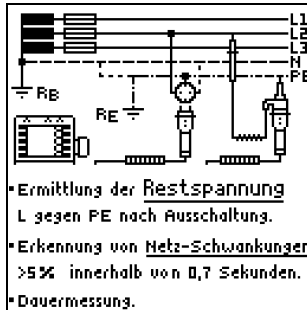 L1
L2
L3
N
PE
RB
RE
▪Ermittlung der Restspannung
L gegen PE nach Ausschaltung.
▪Erkennung von Netz-Schwankungen
>5% innerhalb von 0,7 Sekunden.
▪Dauermessung.